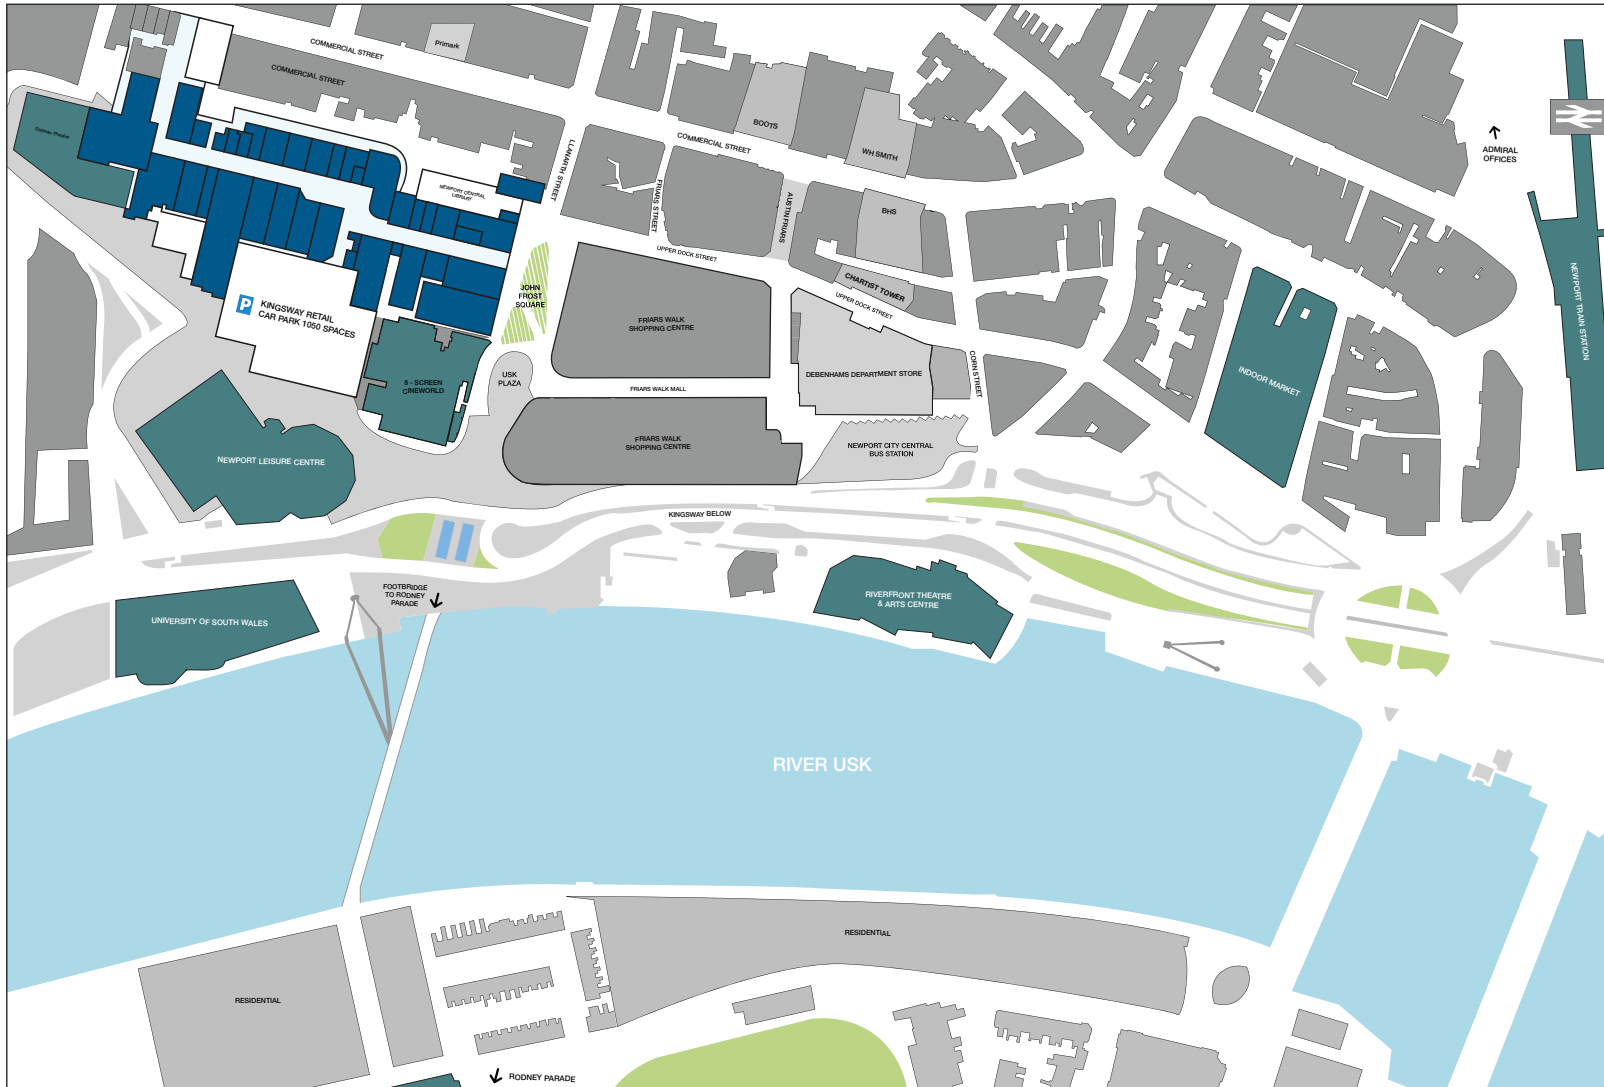 Primark
COMMERCIAL STREET
COMMERCIAL STREET
BOOTS
WH SMITH
COMMERCIAL STREET
ADMIRAL
OFFICES
Dolman Theatre
LLANARTH STREET
NEWPORT CENTRAL
LIBRARY
FRIARS STREET
AUSTIN FRIARS
BHS
UPPER DOCK STREET
CHARTIST TOWER
UPPER DOCK STREET
JOHN
FROST
SQUARE
P
KINGSWAY RETAIL
CAR PARK 1050 SPACES
FRIARS WALK
SHOPPING CENTRE
NEWPORT TRAIN STATION
INDOOR MARKET
CORN STREET
USK
PLAZA
8 - SCREEN
CINEWORLD
FRIARS WALK MALL
DEBENHAMS DEPARTMENT STORE
FRIARS WALK
SHOPPING CENTRE
NEWPORT CITY CENTRAL
BUS STATION
NEWPORT LEISURE CENTRE
KINGSWAY BELOW
FOOTBRIDGE
TO RODNEY
PARADE
RIVERFRONT THEATRE
& ARTS CENTRE
UNIVERSITY OF SOUTH WALES
RIVER USK
RESIDENTIAL
RESIDENTIAL
RODNEY PARADE